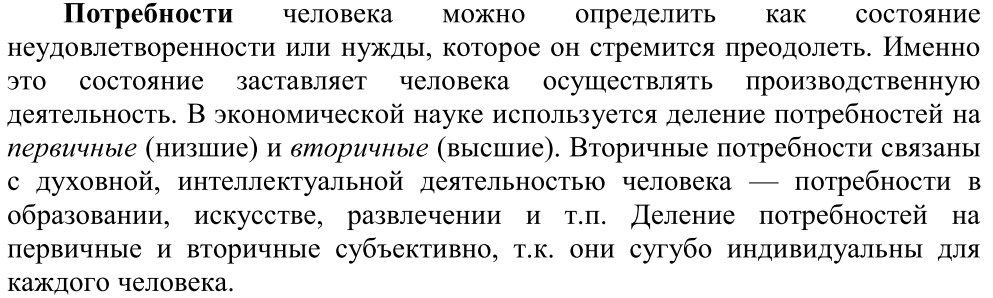 Потребности человека можно определить как состояние
неудовлетворенности или нужды, которое он стремится преодолеть. Именно
это состояние заставляет человека осуществлять производственную
деятельность. В экономической науке используется деление потребностей на
первичные (низшие) и вторичные (высшие). Вторичные потребности связаны
с духовной, интеллектуальной деятельностью человека — потребности в
образовании, искусстве, развлечении и т.п. Деление потребностей на
первичные и вторичные субъективно, т.к. они сугубо индивидуальны для
каждого человека.